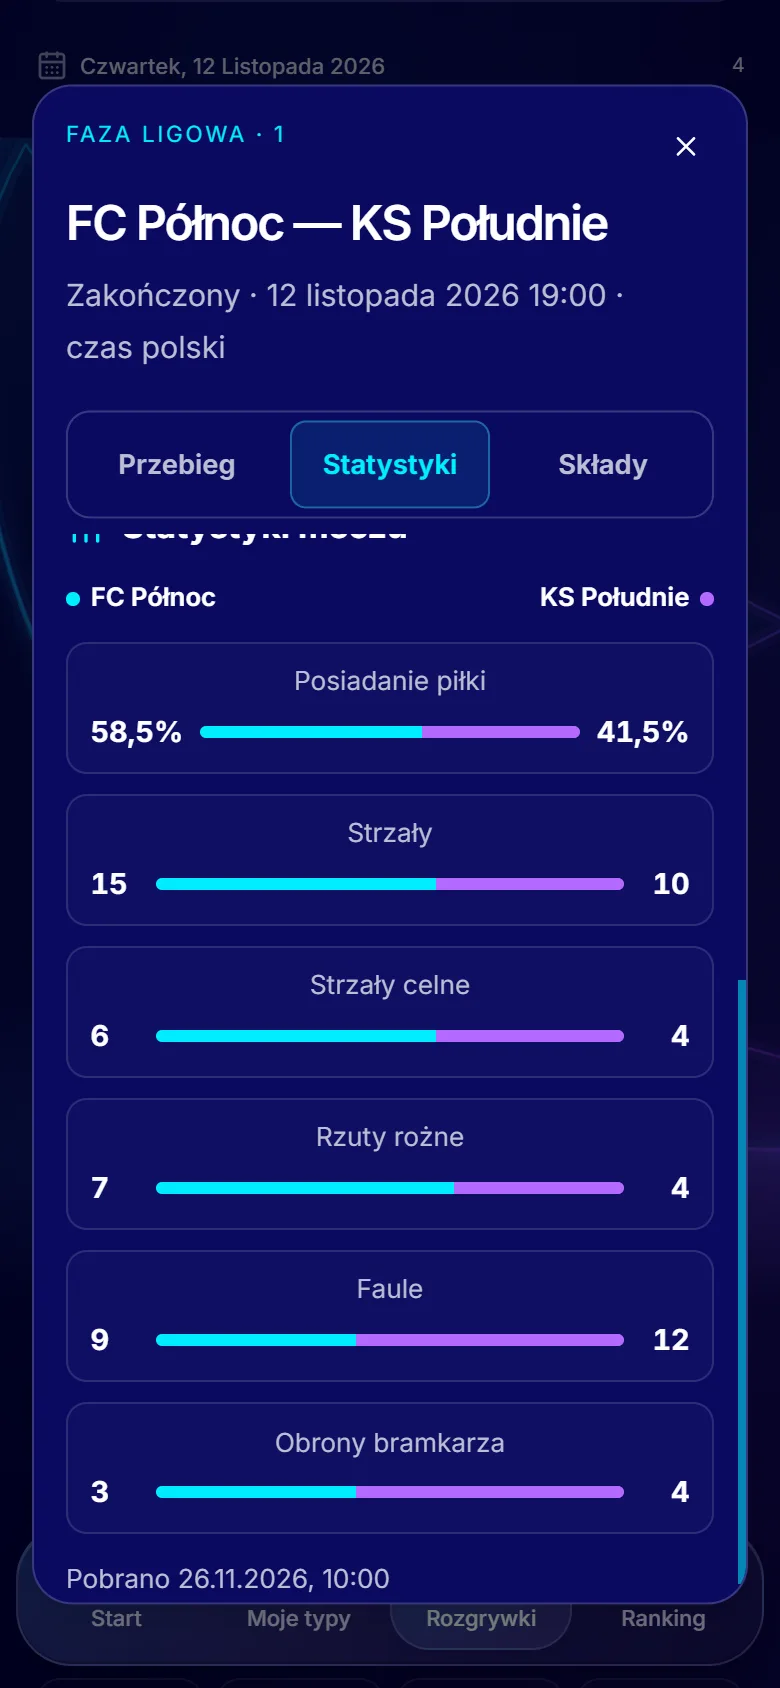 Czwartek, 12 Listopada 2026 4
FAZA LIGOWA · 1
FC Północ — KS Południe
Zakończony · 12 listopada 2026 19:00 ·
czas polski
Przebieg Statystyki Składy
Statystyki meczu
FC Północ KS Południe
Posiadanie piłki
58,5% 41,5%
Strzały
15 10
Strzały celne
6 4
Rzuty rożne
7 4
Faule
9 12
Obrony bramkarza
3 4
Pobrano 26.11.2026, 10:00
Start Moje typy Rozgrywki Ranking